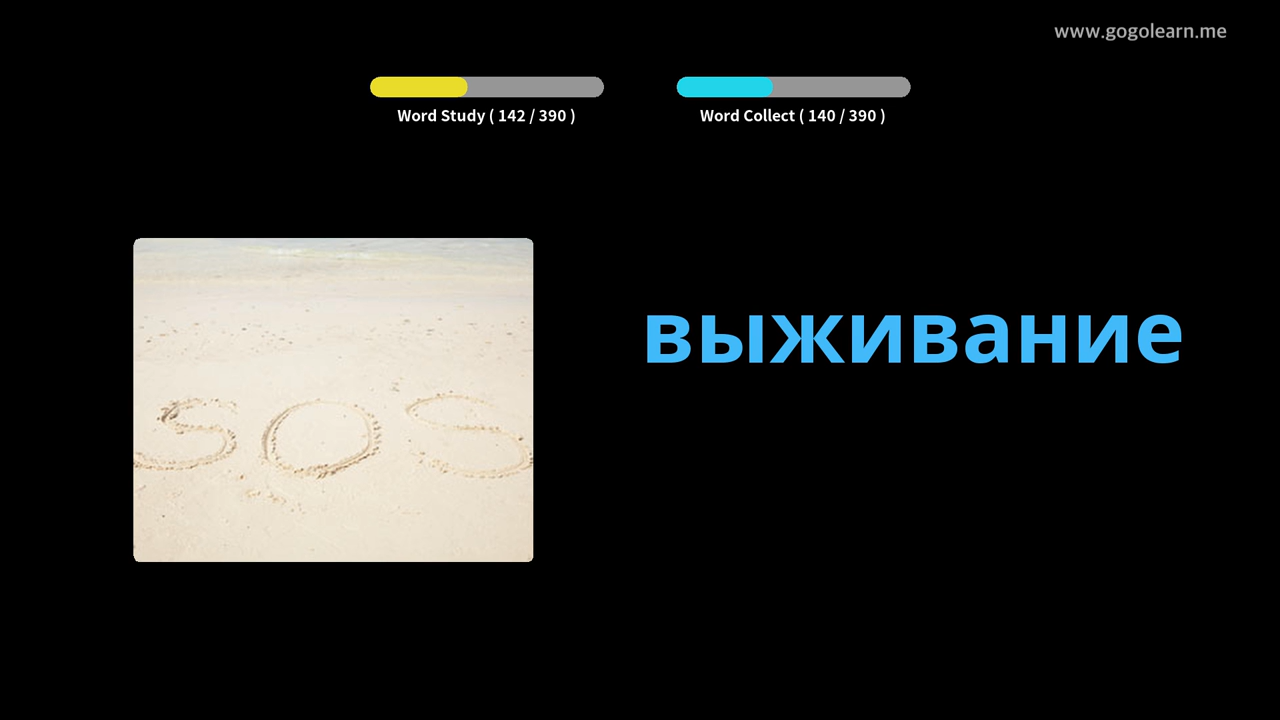 www.gogolearn.me
Word Study ( 142 / 390 )
Word Collect ( 140 / 390 )
SOS
выживание